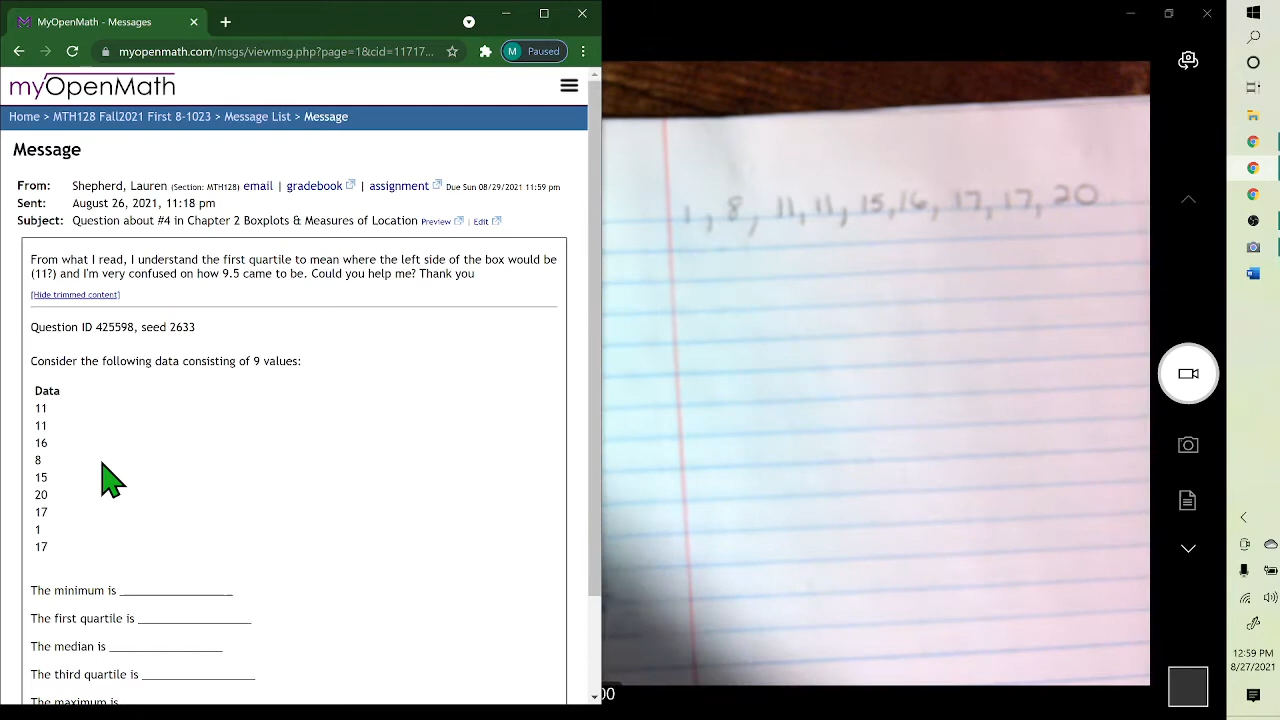 MyOpenMath - Messages
myopenmath.com/msgs/viewmsg.php?page=1&cid=11717...
M Paused
myOpenMath
Home > MTH128 Fall2021 First 8-1023 > Message List > Message
Message
From: Shepherd, Lauren (Section: MTH128) email | gradebook | assignment Due Sun 08/29/2021 11:59 pm
Sent: August 26, 2021, 11:18 pm
Subject: Question about #4 in Chapter 2 Boxplots & Measures of Location Preview | Edit
From what I read, I understand the first quartile to mean where the left side of the box would be
(11?) and I'm very confused on how 9.5 came to be. Could you help me? Thank you
[Hide trimmed content]
Question ID 425598, seed 2633
Consider the following data consisting of 9 values:
Data
11
11
16
8
15
20
17
1
17
The minimum is
The first quartile is
The median is
The third quartile is
The maximum is
1, 8, 11, 11, 15, 16, 17, 17, 20
00
12:59 PM
8/27/2021